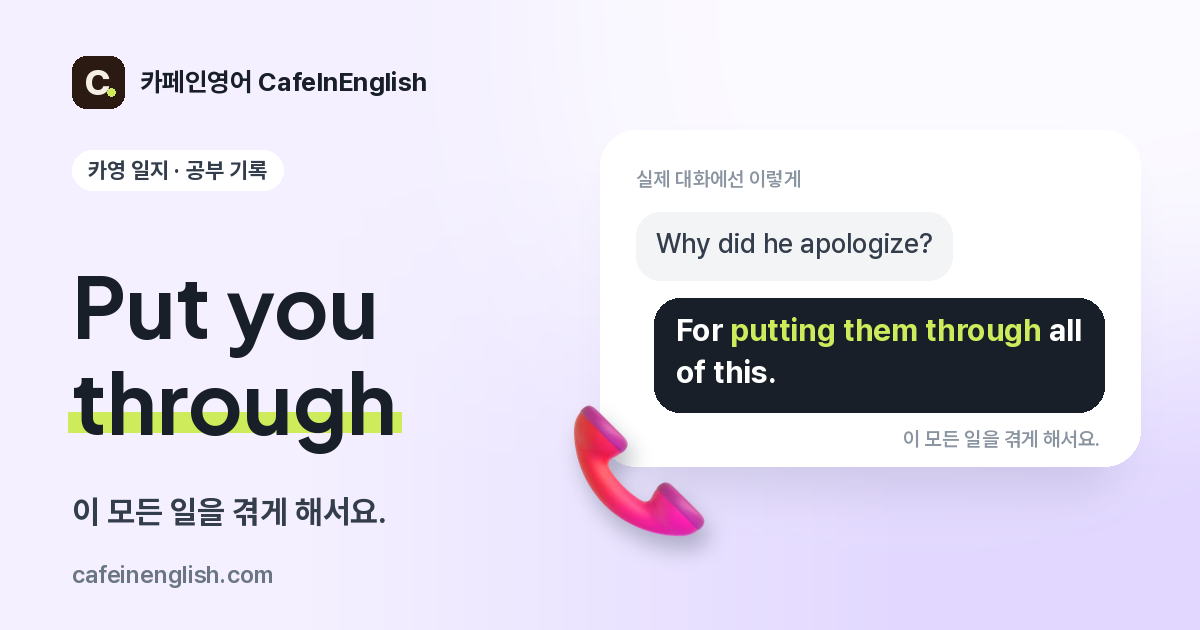 C
카페인영어 CafeInEnglish
카영 일지 · 공부 기록
Put you
through
이 모든 일을 겪게 해서요.
cafeinenglish.com
실제 대화에선 이렇게
Why did he apologize?
For putting them through all
of this.
이 모든 일을 겪게 해서요.